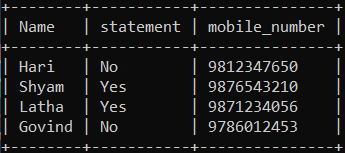 +--------+-----------+---------------+
| Name   | statement | mobile_number |
+--------+-----------+---------------+
| Hari   | No        | 9812347650    |
| Shyam  | Yes       | 9876543210    |
| Latha  | Yes       | 9871234056    |
| Govind | No        | 9786012453    |
+--------+-----------+---------------+